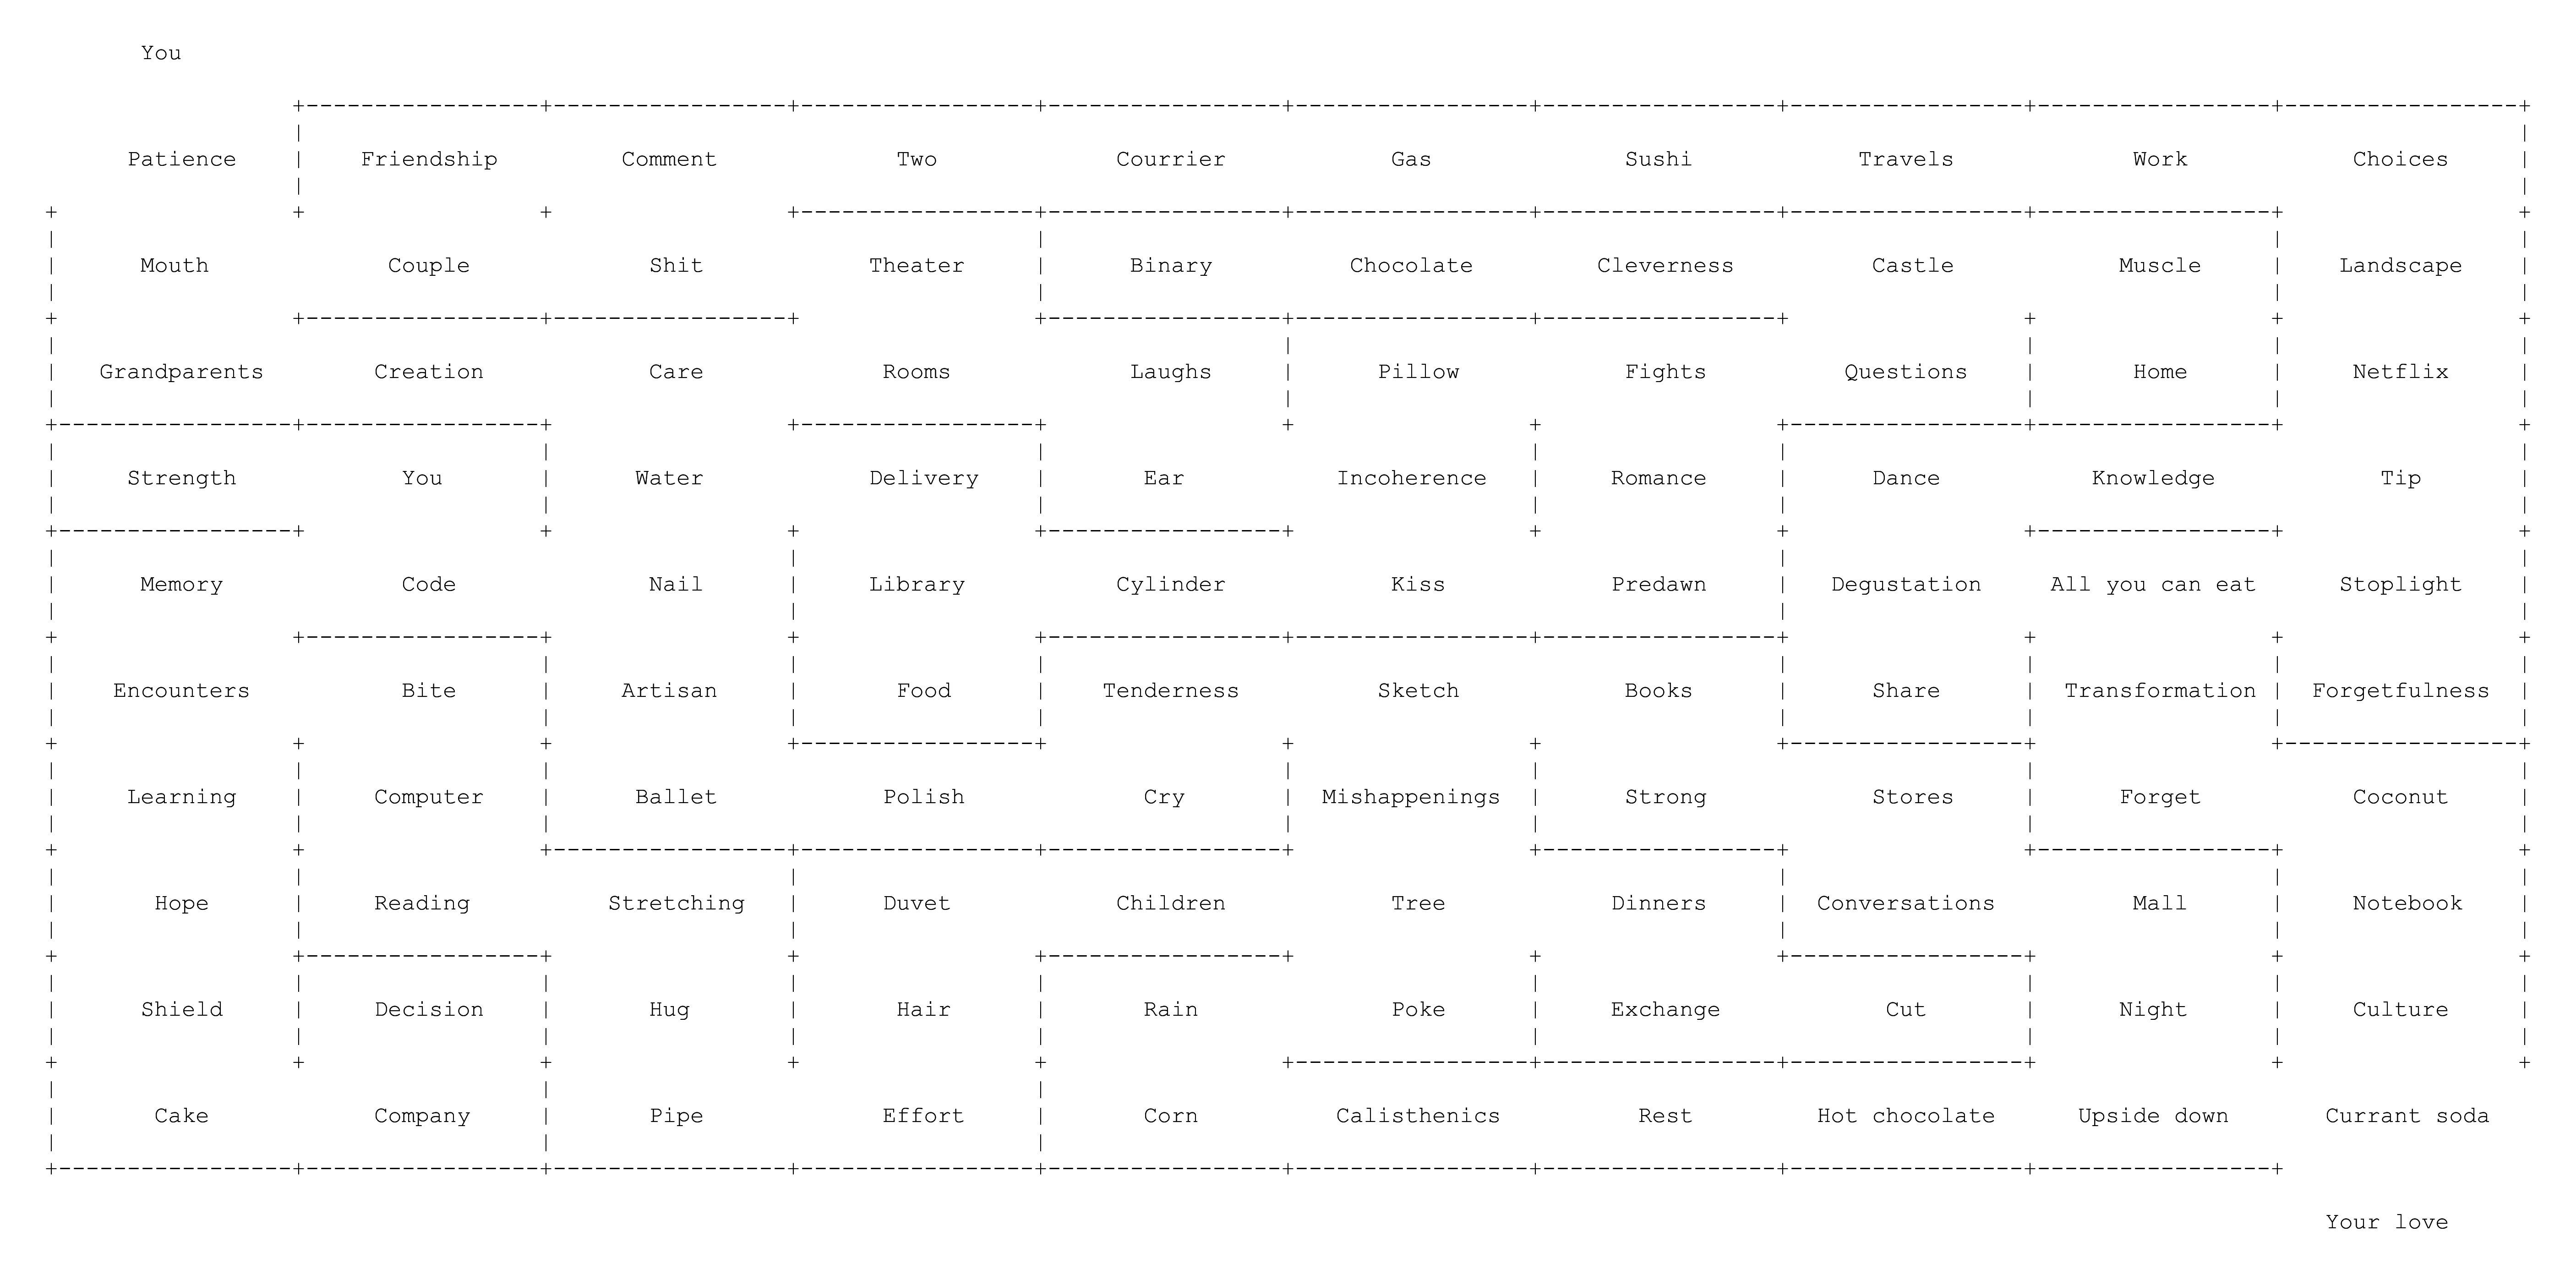 You
Patience Friendship Comment Two Courrier Gas Sushi Travels Work Choices
Mouth Couple Shit Theater Binary Chocolate Cleverness Castle Muscle Landscape
Grandparents Creation Care Rooms Laughs Pillow Fights Questions Home Netflix
Strength You Water Delivery Ear Incoherence Romance Dance Knowledge Tip
Memory Code Nail Library Cylinder Kiss Predawn Degustation All you can eat Stoplight
Encounters Bite Artisan Food Tenderness Sketch Books Share Transformation Forgetfulness
Learning Computer Ballet Polish Cry Mishappenings Strong Stores Forget Coconut
Hope Reading Stretching Duvet Children Tree Dinners Conversations Mall Notebook
Shield Decision Hug Hair Rain Poke Exchange Cut Night Culture
Cake Company Pipe Effort Corn Calisthenics Rest Hot chocolate Upside down Currant soda
Your love